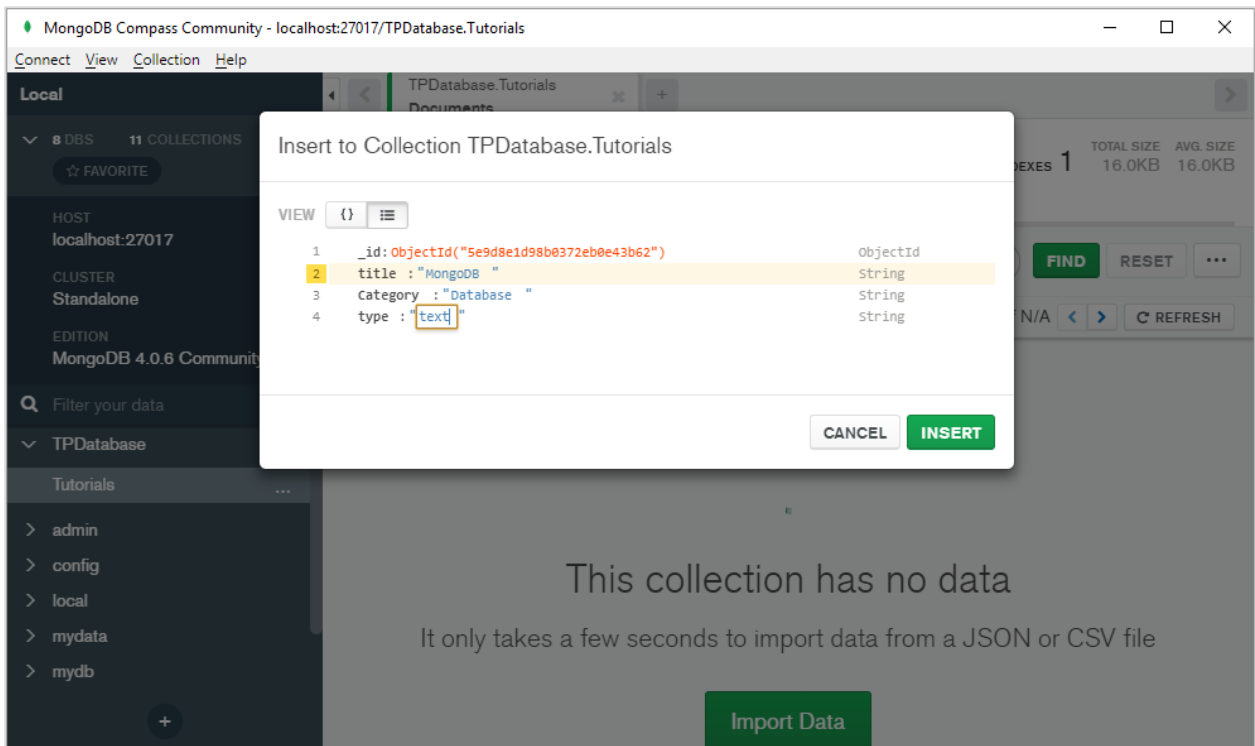 MongoDB Compass Community - localhost:27017/TPDatabase.Tutorials
Connect View Collection Help
Local
TPDatabase.Tutorials
Documents
8 DBS 11 COLLECTIONS
FAVORITE
HOST
localhost:27017
CLUSTER
Standalone
EDITION
MongoDB 4.0.6 Community
Filter your data
TPDatabase
Tutorials ...
admin
config
local
mydata
mydb
+
Insert to Collection TPDatabase.Tutorials
VIEW {}
1 _id:ObjectId("5e9d8e1d98b0372eb0e43b62") ObjectId
2 title :"MongoDB " String
3 Category :"Database " String
4 type :"text " String
CANCEL INSERT
1 TOTAL SIZE 16.0KB AVG. SIZE 16.0KB
FIND RESET ...
N/A < > REFRESH
This collection has no data
It only takes a few seconds to import data from a JSON or CSV file
Import Data